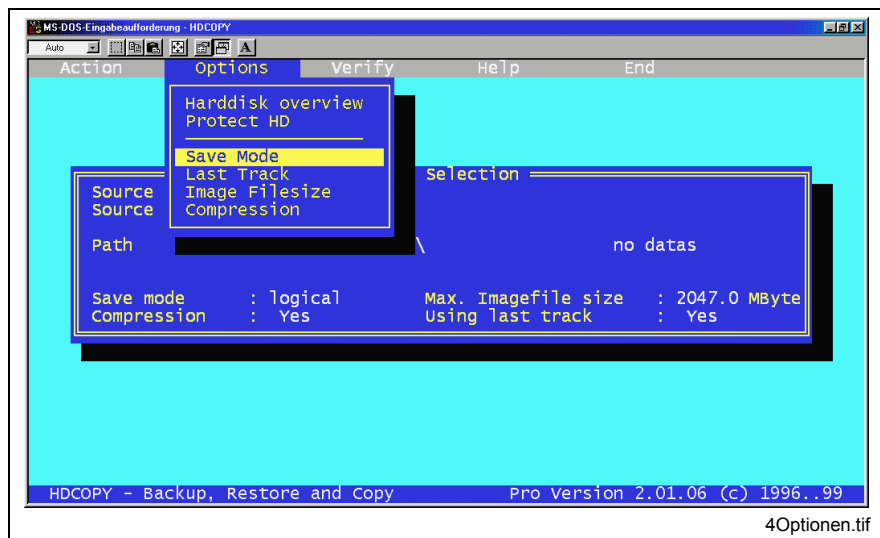 MS-DOS-Eingabeaufforderung - HDCOPY
Auto
A
Action Options Verify Help End
Harddisk overview
Protect HD
Save Mode
Last Track
Image Filesize
Compression
Selection
Source
Source
Path \ no datas
Save mode : logical Max. Imagefile size : 2047.0 MByte
Compression : Yes Using last track : Yes
HDCOPY – Backup, Restore and Copy Pro Version 2.01.06 (c) 1996..99
4Optionen.tif